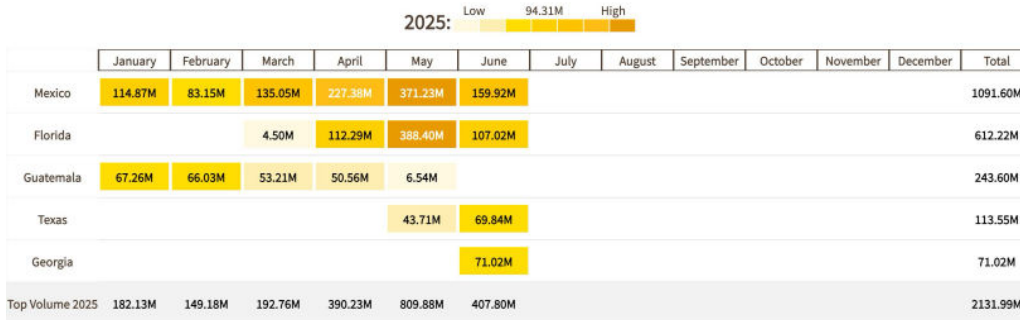 2025: Low 94.31M High
January February March April May June July August September October November December Total
Mexico 114.87M 83.15M 135.05M 227.38M 371.23M 159.92M 1091.60M
Florida 4.50M 112.29M 388.40M 107.02M 612.22M
Guatemala 67.26M 66.03M 53.21M 50.56M 6.54M 243.60M
Texas 43.71M 69.84M 113.55M
Georgia 71.02M 71.02M
Top Volume 2025 182.13M 149.18M 192.76M 390.23M 809.88M 407.80M 2131.99M